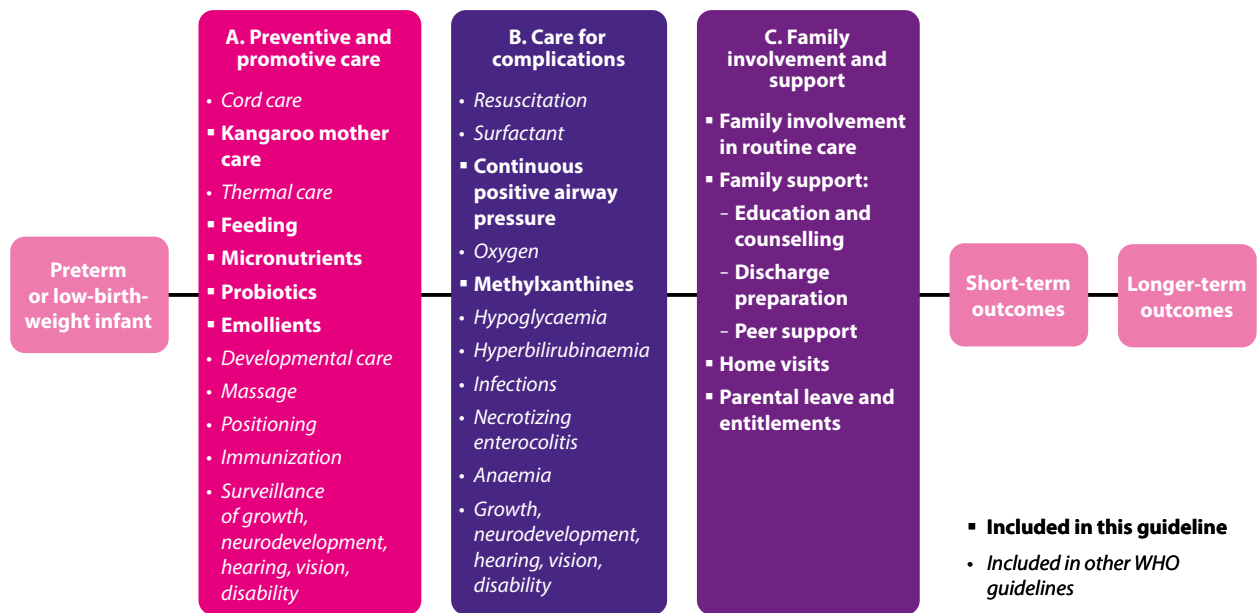 Preterm
or low-birth-
weight infant
A. Preventive and
promotive care
• Cord care
▪ Kangaroo mother
care
• Thermal care
▪ Feeding
▪ Micronutrients
▪ Probiotics
▪ Emollients
• Developmental care
• Massage
• Positioning
• Immunization
• Surveillance
of growth,
neurodevelopment,
hearing, vision,
disability
B. Care for
complications
• Resuscitation
• Surfactant
▪ Continuous
positive airway
pressure
• Oxygen
▪ Methylxanthines
• Hypoglycaemia
• Hyperbilirubinaemia
• Infections
• Necrotizing
enterocolitis
• Anaemia
• Growth,
neurodevelopment,
hearing, vision,
disability
C. Family
involvement and
support
▪ Family involvement
in routine care
▪ Family support:
– Education and
counselling
– Discharge
preparation
– Peer support
▪ Home visits
▪ Parental leave and
entitlements
Short-term
outcomes
Longer-term
outcomes
▪ Included in this guideline
• Included in other WHO
guidelines